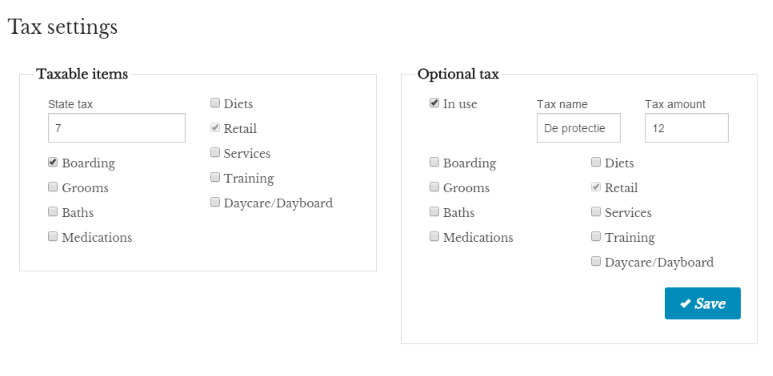 Tax settings
Taxable items
State tax
7
Boarding
Grooms
Baths
Medications
Diets
Retail
Services
Training
Daycare/Dayboard
Optional tax
In use
Tax name
De protectie
Tax amount
12
Boarding
Grooms
Baths
Medications
Diets
Retail
Services
Training
Daycare/Dayboard
Save